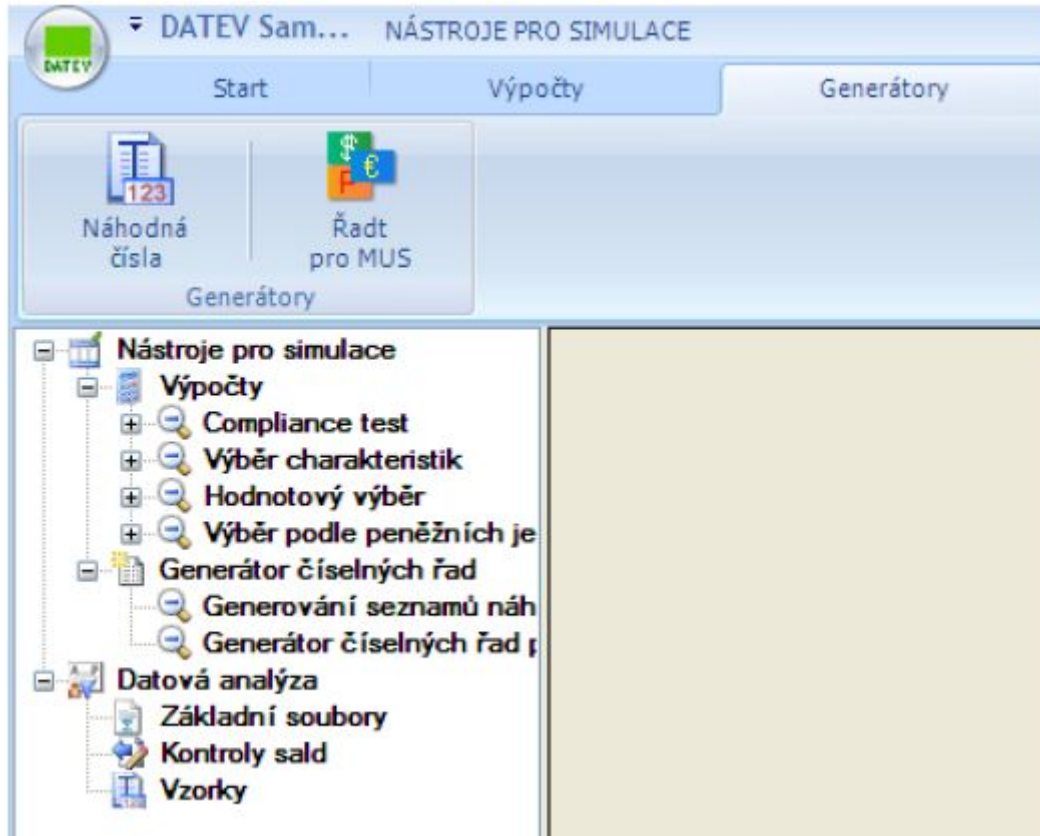 DATEV Sam... NÁSTROJE PRO SIMULACE
DATEV
Start Výpočty Generátory
123
$
€
P
Náhodná
čísla
Řadt
pro MUS
Generátory
Nástroje pro simulace
Výpočty
Compliance test
Výběr charakteristik
Hodnotový výběr
Výběr podle peněžních je
Generátor číselných řad
Generování seznamů náh
Generátor číselných řad p
Datová analýza
Základní soubory
Kontroly sald
Vzorky